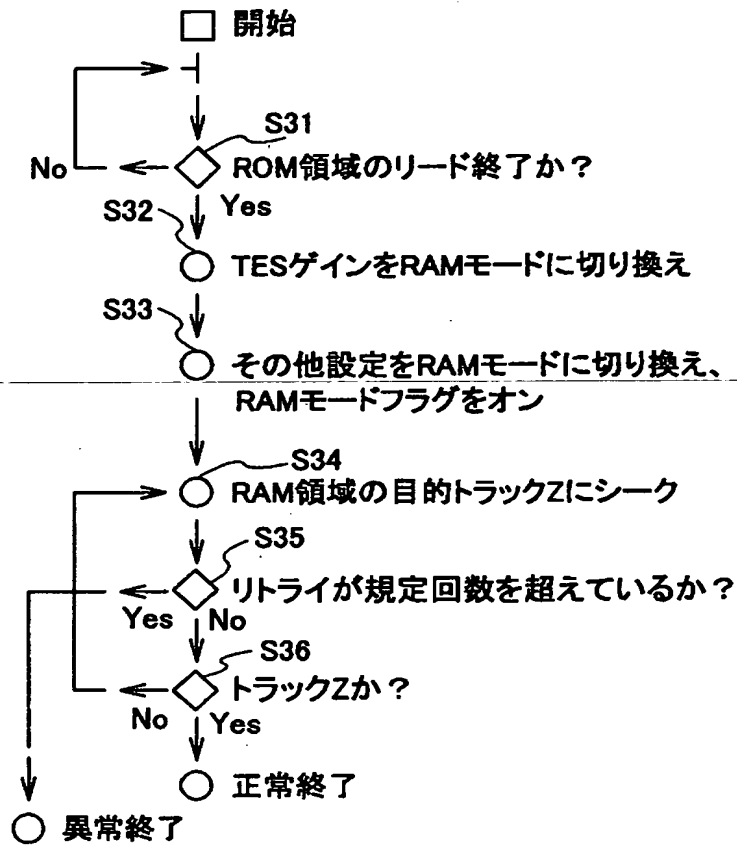 開始
S31
No
ROM領域のリード終了か?
Yes
S32
TESゲインをRAMモードに切り換え
S33
その他設定をRAMモードに切り換え、
RAMモードフラグをオン
S34
RAM領域の目的トラックZにシーク
S35
リトライが規定回数を超えているか?
Yes
No
S36
トラックZか?
No
Yes
正常終了
異常終了